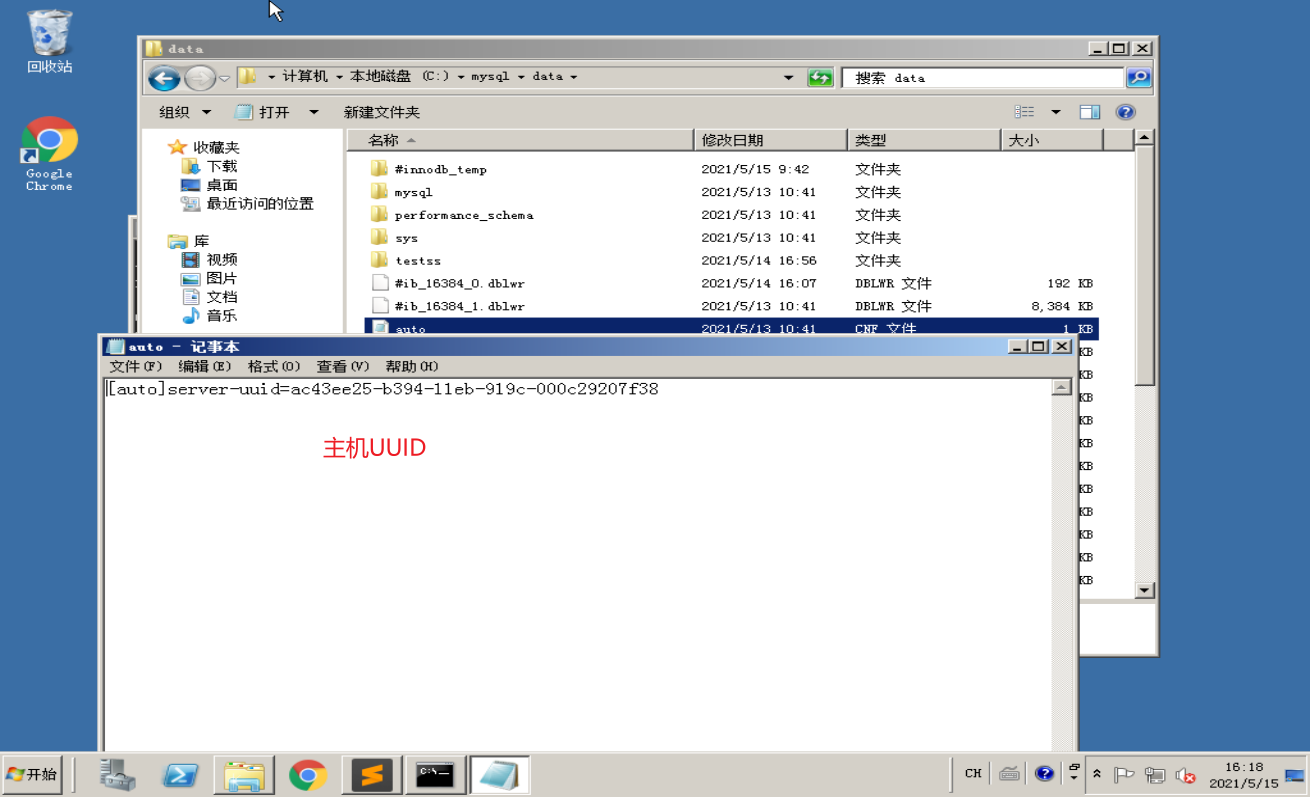 回收站
Google
Chrome
data
计算机 本地磁盘 (C:) mysql data
搜索 data
组织 打开 新建文件夹
收藏夹
下载
桌面
最近访问的位置
库
视频
图片
文档
音乐
名称 修改日期 类型 大小
#innodb_temp 2021/5/15 9:42 文件夹
mysql 2021/5/13 10:41 文件夹
performance_schema 2021/5/13 10:41 文件夹
sys 2021/5/13 10:41 文件夹
testss 2021/5/14 16:56 文件夹
#ib_16384_0.dblwr 2021/5/14 16:07 DBLWR 文件 192 KB
#ib_16384_1.dblwr 2021/5/13 10:41 DBLWR 文件 8,384 KB
auto 2021/5/13 10:41 CNF 文件 1 KB
KB
KB
KB
KB
KB
KB
KB
KB
KB
KB
KB
auto - 记事本
文件(F) 编辑(E) 格式(O) 查看(V) 帮助(H)
[auto]server-uuid=ac43ee25-b394-11eb-919c-000c29207f38
主机UUID
开始
C:\
CH
16:18
2021/5/15